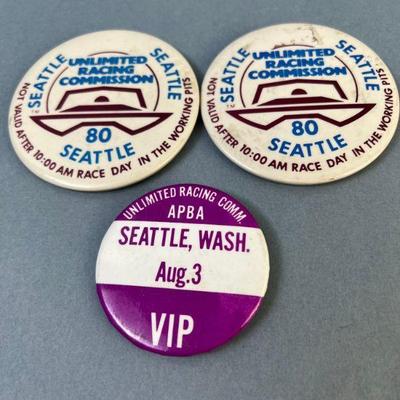 SEATTLE
SEATTLE
UNLIMITED
RACING
COMMISSION
80
SEATTLE
NOT VALID AFTER 10:00 AM RACE DAY IN THE WORKING PITS
SEATTLE
SEATTLE
UNLIMITED
RACING
COMMISSION
80
SEATTLE
NOT VALID AFTER 10:00 AM RACE DAY IN THE WORKING PITS
UNLIMITED RACING COMM.
APBA
SEATTLE, WASH.
Aug. 3
VIP